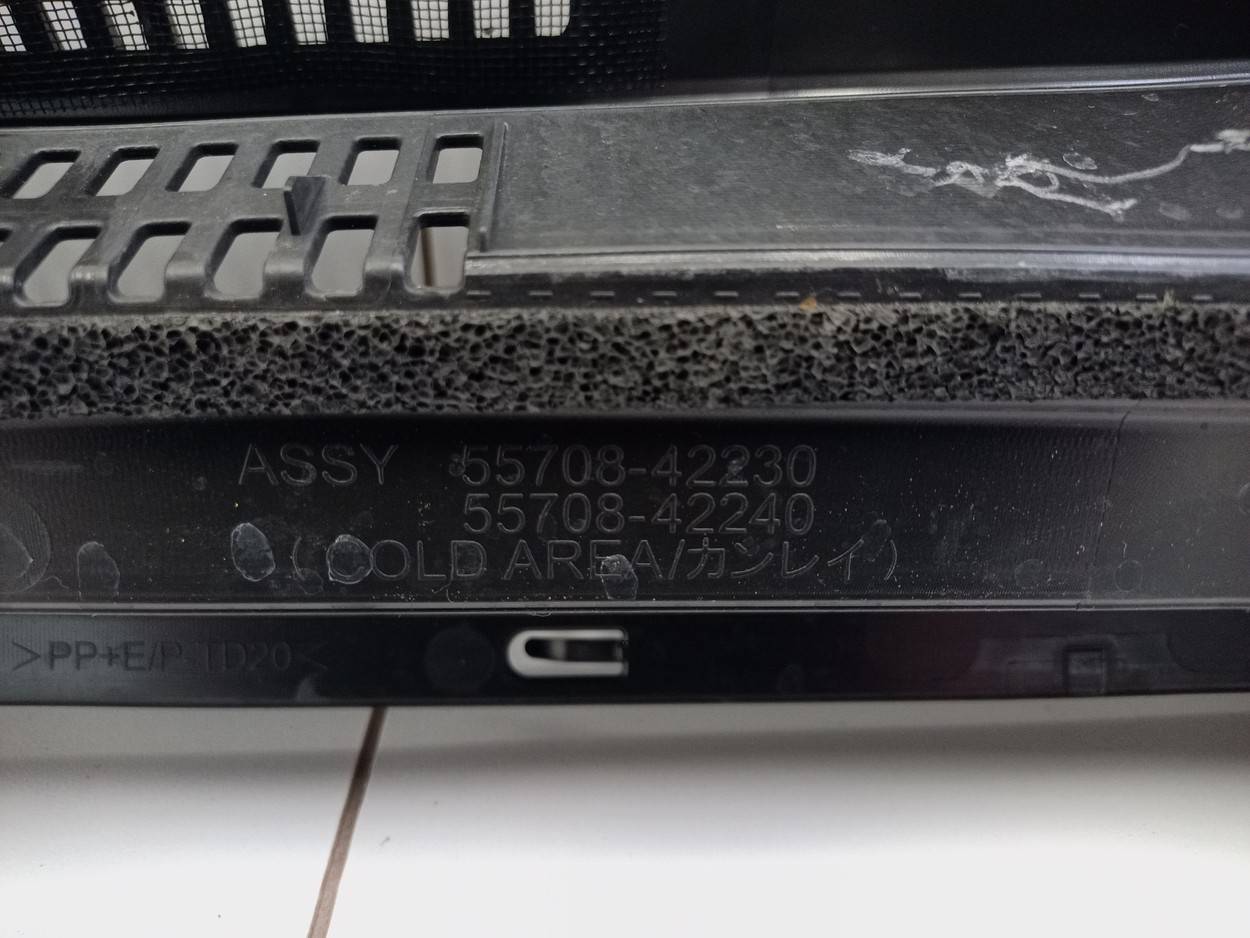 ASSY 55708-42230
55708-42240
(COLD AREA/カンレイ)
>PP+E/P-TD20<